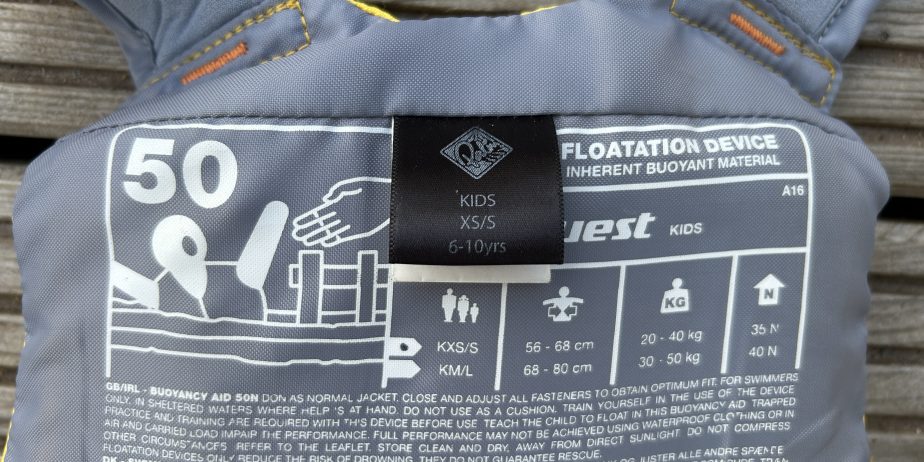 50
KIDS
XS/S
6-10yrs
FLOATATION DEVICE
INHERENT BUOYANT MATERIAL
A16
uest KIDS
KG
N
KXS/S 56 - 68 cm 20 - 40 kg 35 N
KM/L 68 - 80 cm 30 - 50 kg 40 N
GB/IRL - BUOYANCY AID 50N DON AS NORMAL JACKET. CLOSE AND ADJUST ALL FASTENERS TO OBTAIN OPTIMUM FIT. FOR SWIMMERS
ONLY. IN SHELTERED WATERS WHERE HELP IS AT HAND. DO NOT USE AS A CUSHION. TRAIN YOURSELF IN THE USE OF THE DEVICE
PRACTICE AND TRAINING ARE REQUIRED WITH THIS DEVICE BEFORE USE TEACH THE CHILD TO FLOAT IN THIS BUOYANCY AID. TRAPPED
AIR AND CARRIED LOAD IMPAIR THE PERFORMANCE. FULL PERFORMANCE MAY NOT BE ACHIEVED USING WATERPROOF CLOTHING OR IN
OTHER CIRCUMSTANCES REFER TO THE LEAFLET. STORE CLEAN AND DRY, AWAY FROM DIRECT SUNLIGHT DO NOT COMPRESS
FLOATATION DEVICES ONLY REDUCE THE RISK OF DROWNING. THEY DO NOT GUARANTEE RESCUE.
JUSTER ALLE ANDRE